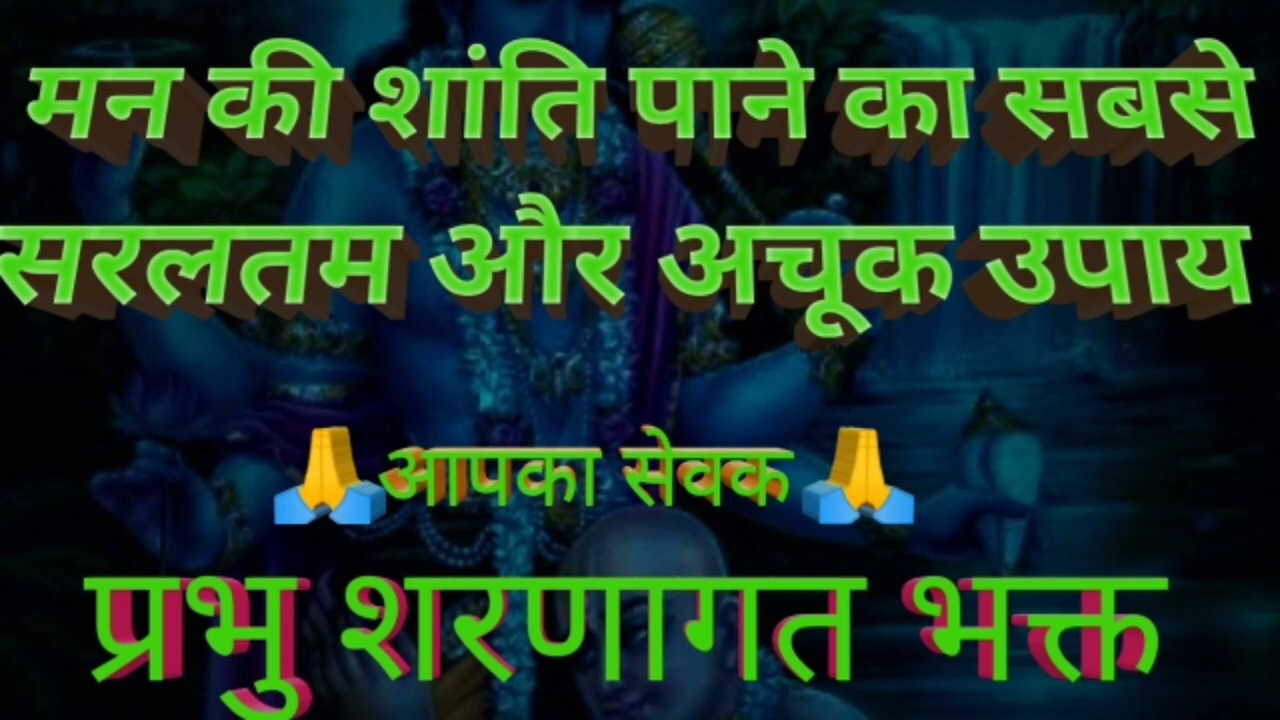 मन की शांति पाने का सबसे
सरलतम और अचूक उपाय
🙏आपका सेवक🙏
प्रभु शरणागत भक्त